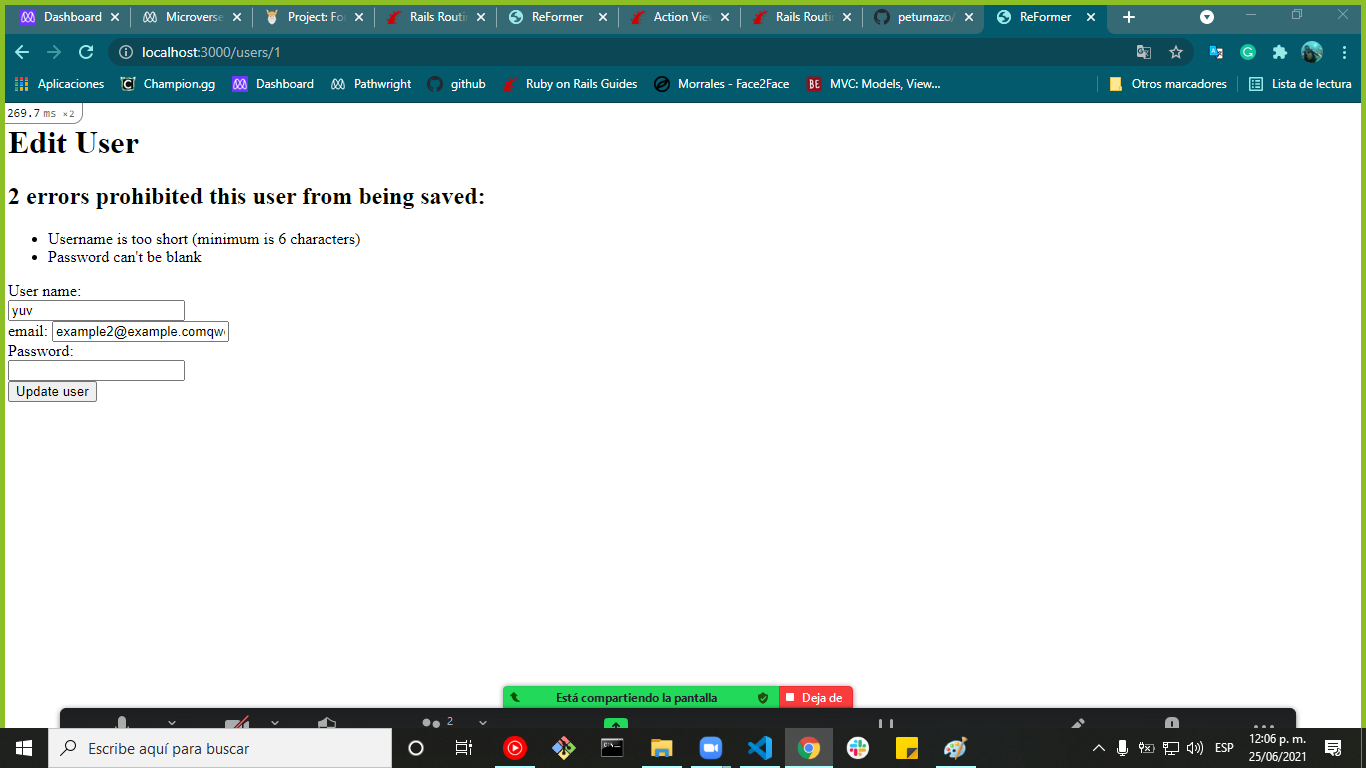 Dashboard
Microverse
Project: Fo
Rails Routi
ReFormer
Action View
Rails Routi
petumazo/
ReFormer
localhost:3000/users/1
Aplicaciones
Champion.gg
Dashboard
Pathwright
github
Ruby on Rails Guides
Morrales - Face2Face
BE MVC: Models, View...
Otros marcadores
Lista de lectura
269.7 ms ×2
Edit User
2 errors prohibited this user from being saved:
Username is too short (minimum is 6 characters)
Password can't be blank
User name:
yuv
email: example2@example.comqw
Password:
Update user
Está compartiendo la pantalla
Deja de
2
Escribe aquí para buscar
ESP
12:06 p. m.
25/06/2021